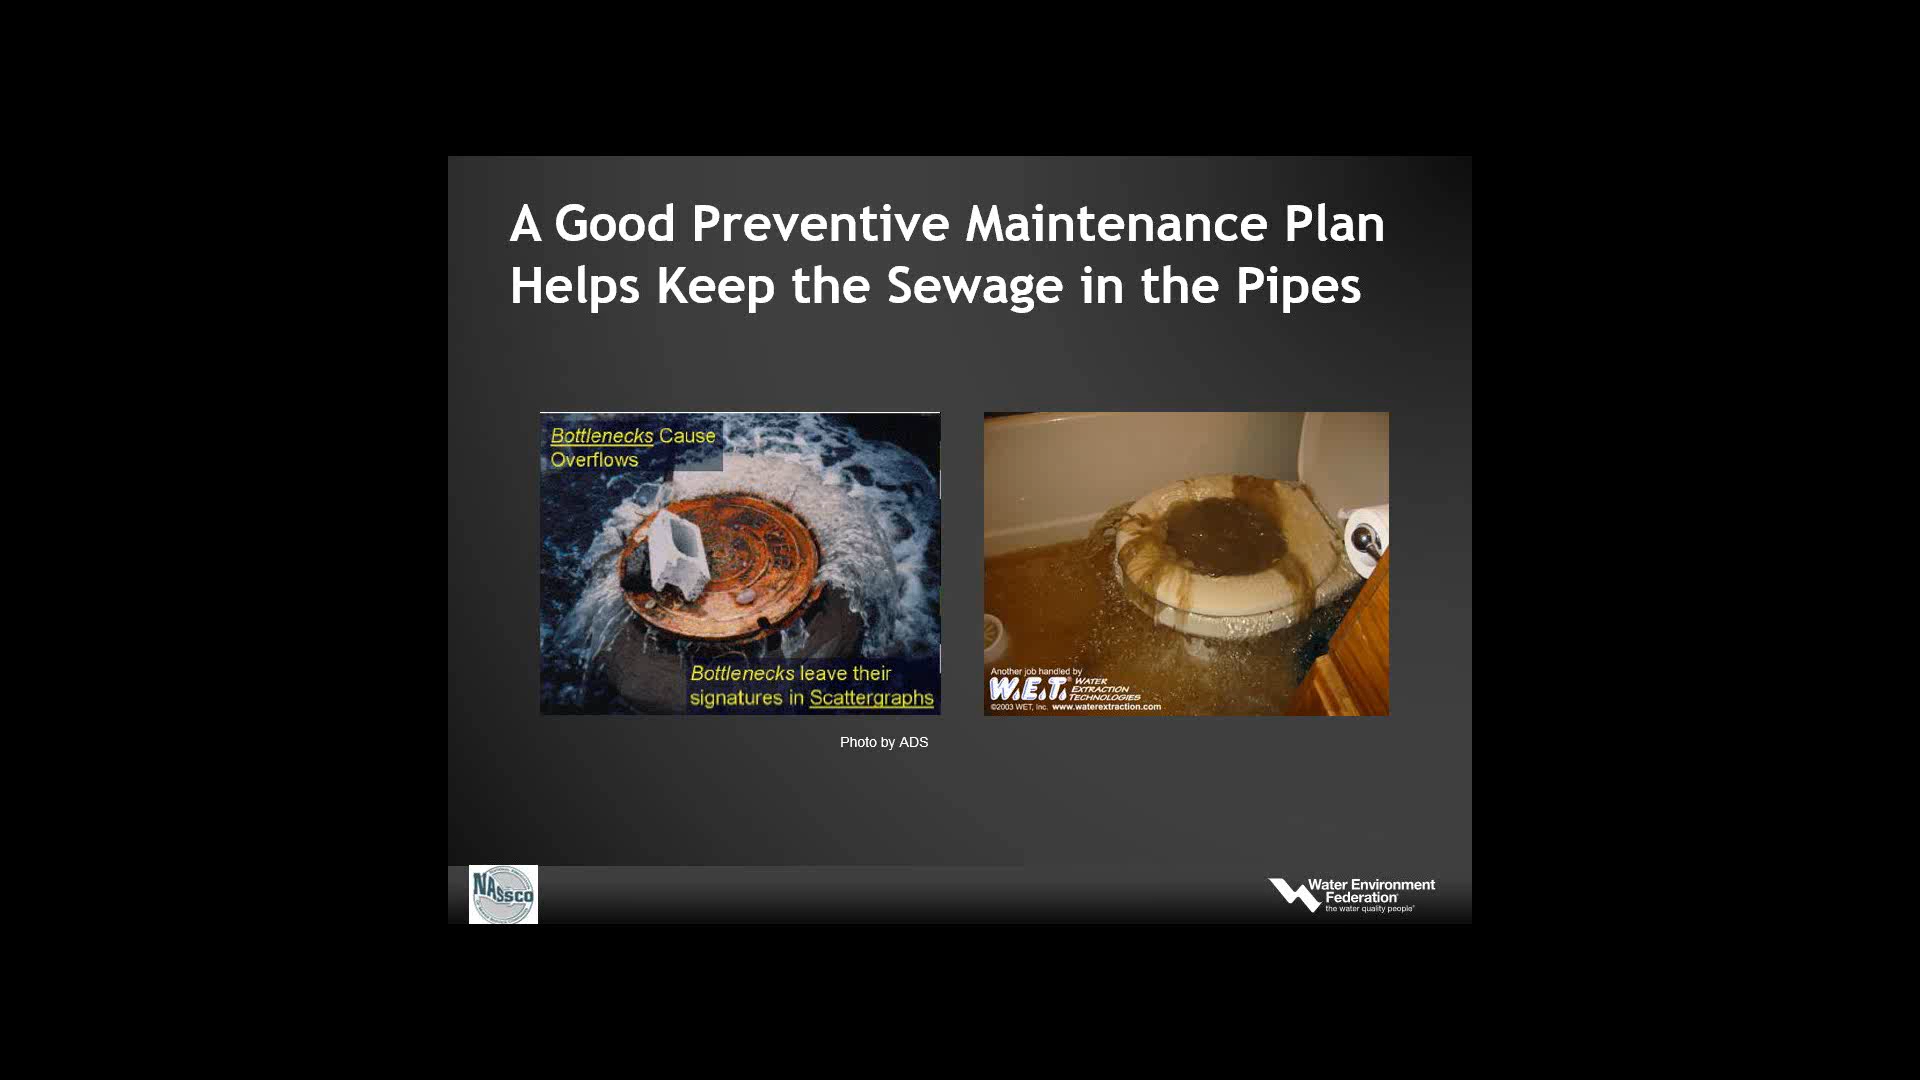 A Good Preventive Maintenance Plan
Helps Keep the Sewage in the Pipes
Bottlenecks Cause
Overflows
Bottlenecks leave their
signatures in Scattergraphs
Photo by ADS
Another job handled by
W.E.T.® WATER
EXTRACTION
TECHNOLOGIES
©2003 WET, Inc. www.waterextraction.com
NASSCO
Water Environment
Federation
the water quality people®